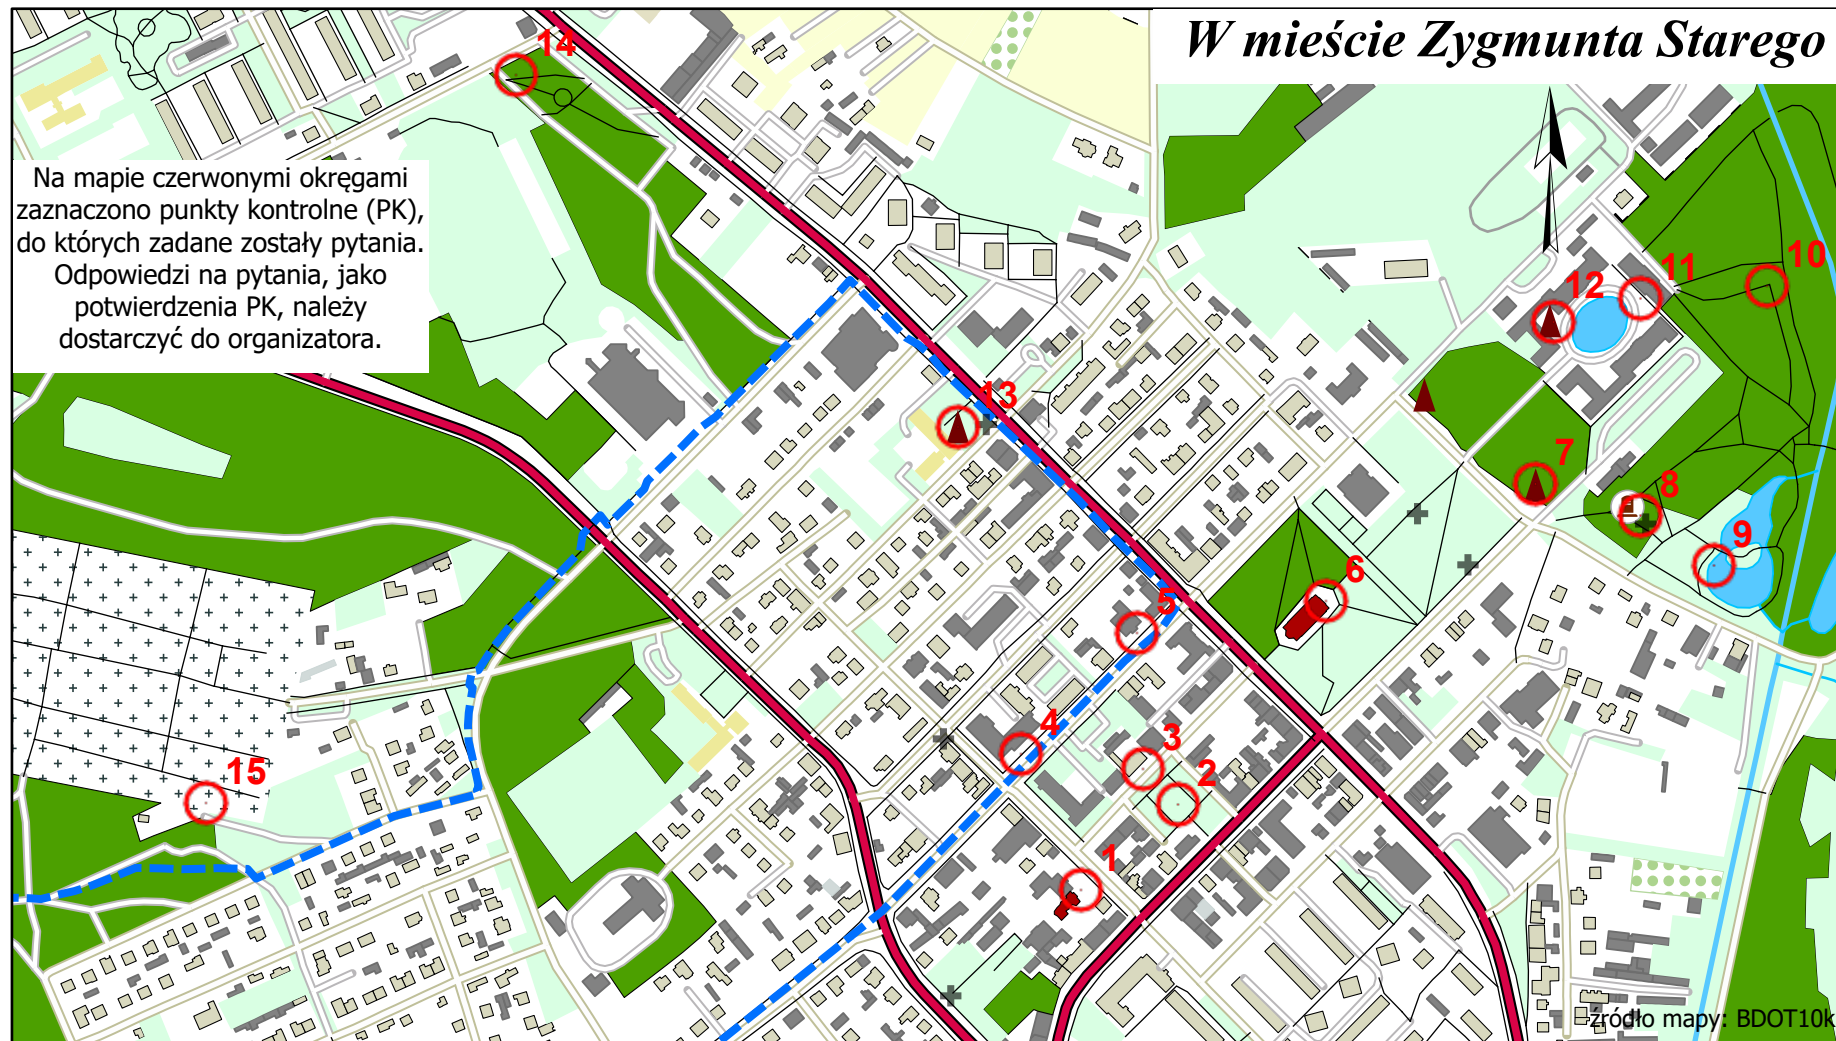 W mieście Zygmunta Starego
Na mapie czerwonymi okręgami
zaznaczono punkty kontrolne (PK),
do których zadane zostały pytania.
Odpowiedzi na pytania, jako
potwierdzenia PK, należy
dostarczyć do organizatora.
14
10
11
12
13
7
8
9
6
5
4
3
2
15
1
źródło mapy: BDOT10k